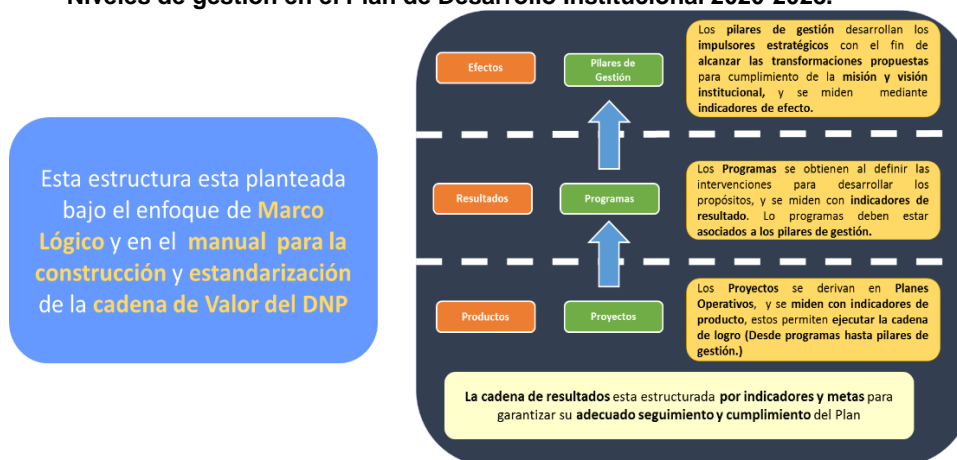 Niveles de gestión en el Plan de Desarrollo Institucional 2020-2023.
Esta estructura esta planteada
bajo el enfoque de Marco
Lógico y en el manual para la
construcción y estandarización
de la cadena de Valor del DNP
Efectos
Pilares de
Gestión
Los pilares de gestión desarrollan los
impulsores estratégicos con el fin de
alcanzar las transformaciones propuestas
para cumplimiento de la misión y visión
institucional, y se miden mediante
indicadores de efecto.
Resultados
Programas
Los Programas se obtienen al definir las
intervenciones para desarrollar los
propósitos, y se miden con indicadores de
resultado. Lo programas deben estar
asociados a los pilares de gestión.
Productos
Proyectos
Los Proyectos se derivan en Planes
Operativos, y se miden con indicadores de
producto, estos permiten ejecutar la cadena
de logro (Desde programas hasta pilares de
gestión.)
La cadena de resultados esta estructurada por indicadores y metas para
garantizar su adecuado seguimiento y cumplimiento del Plan